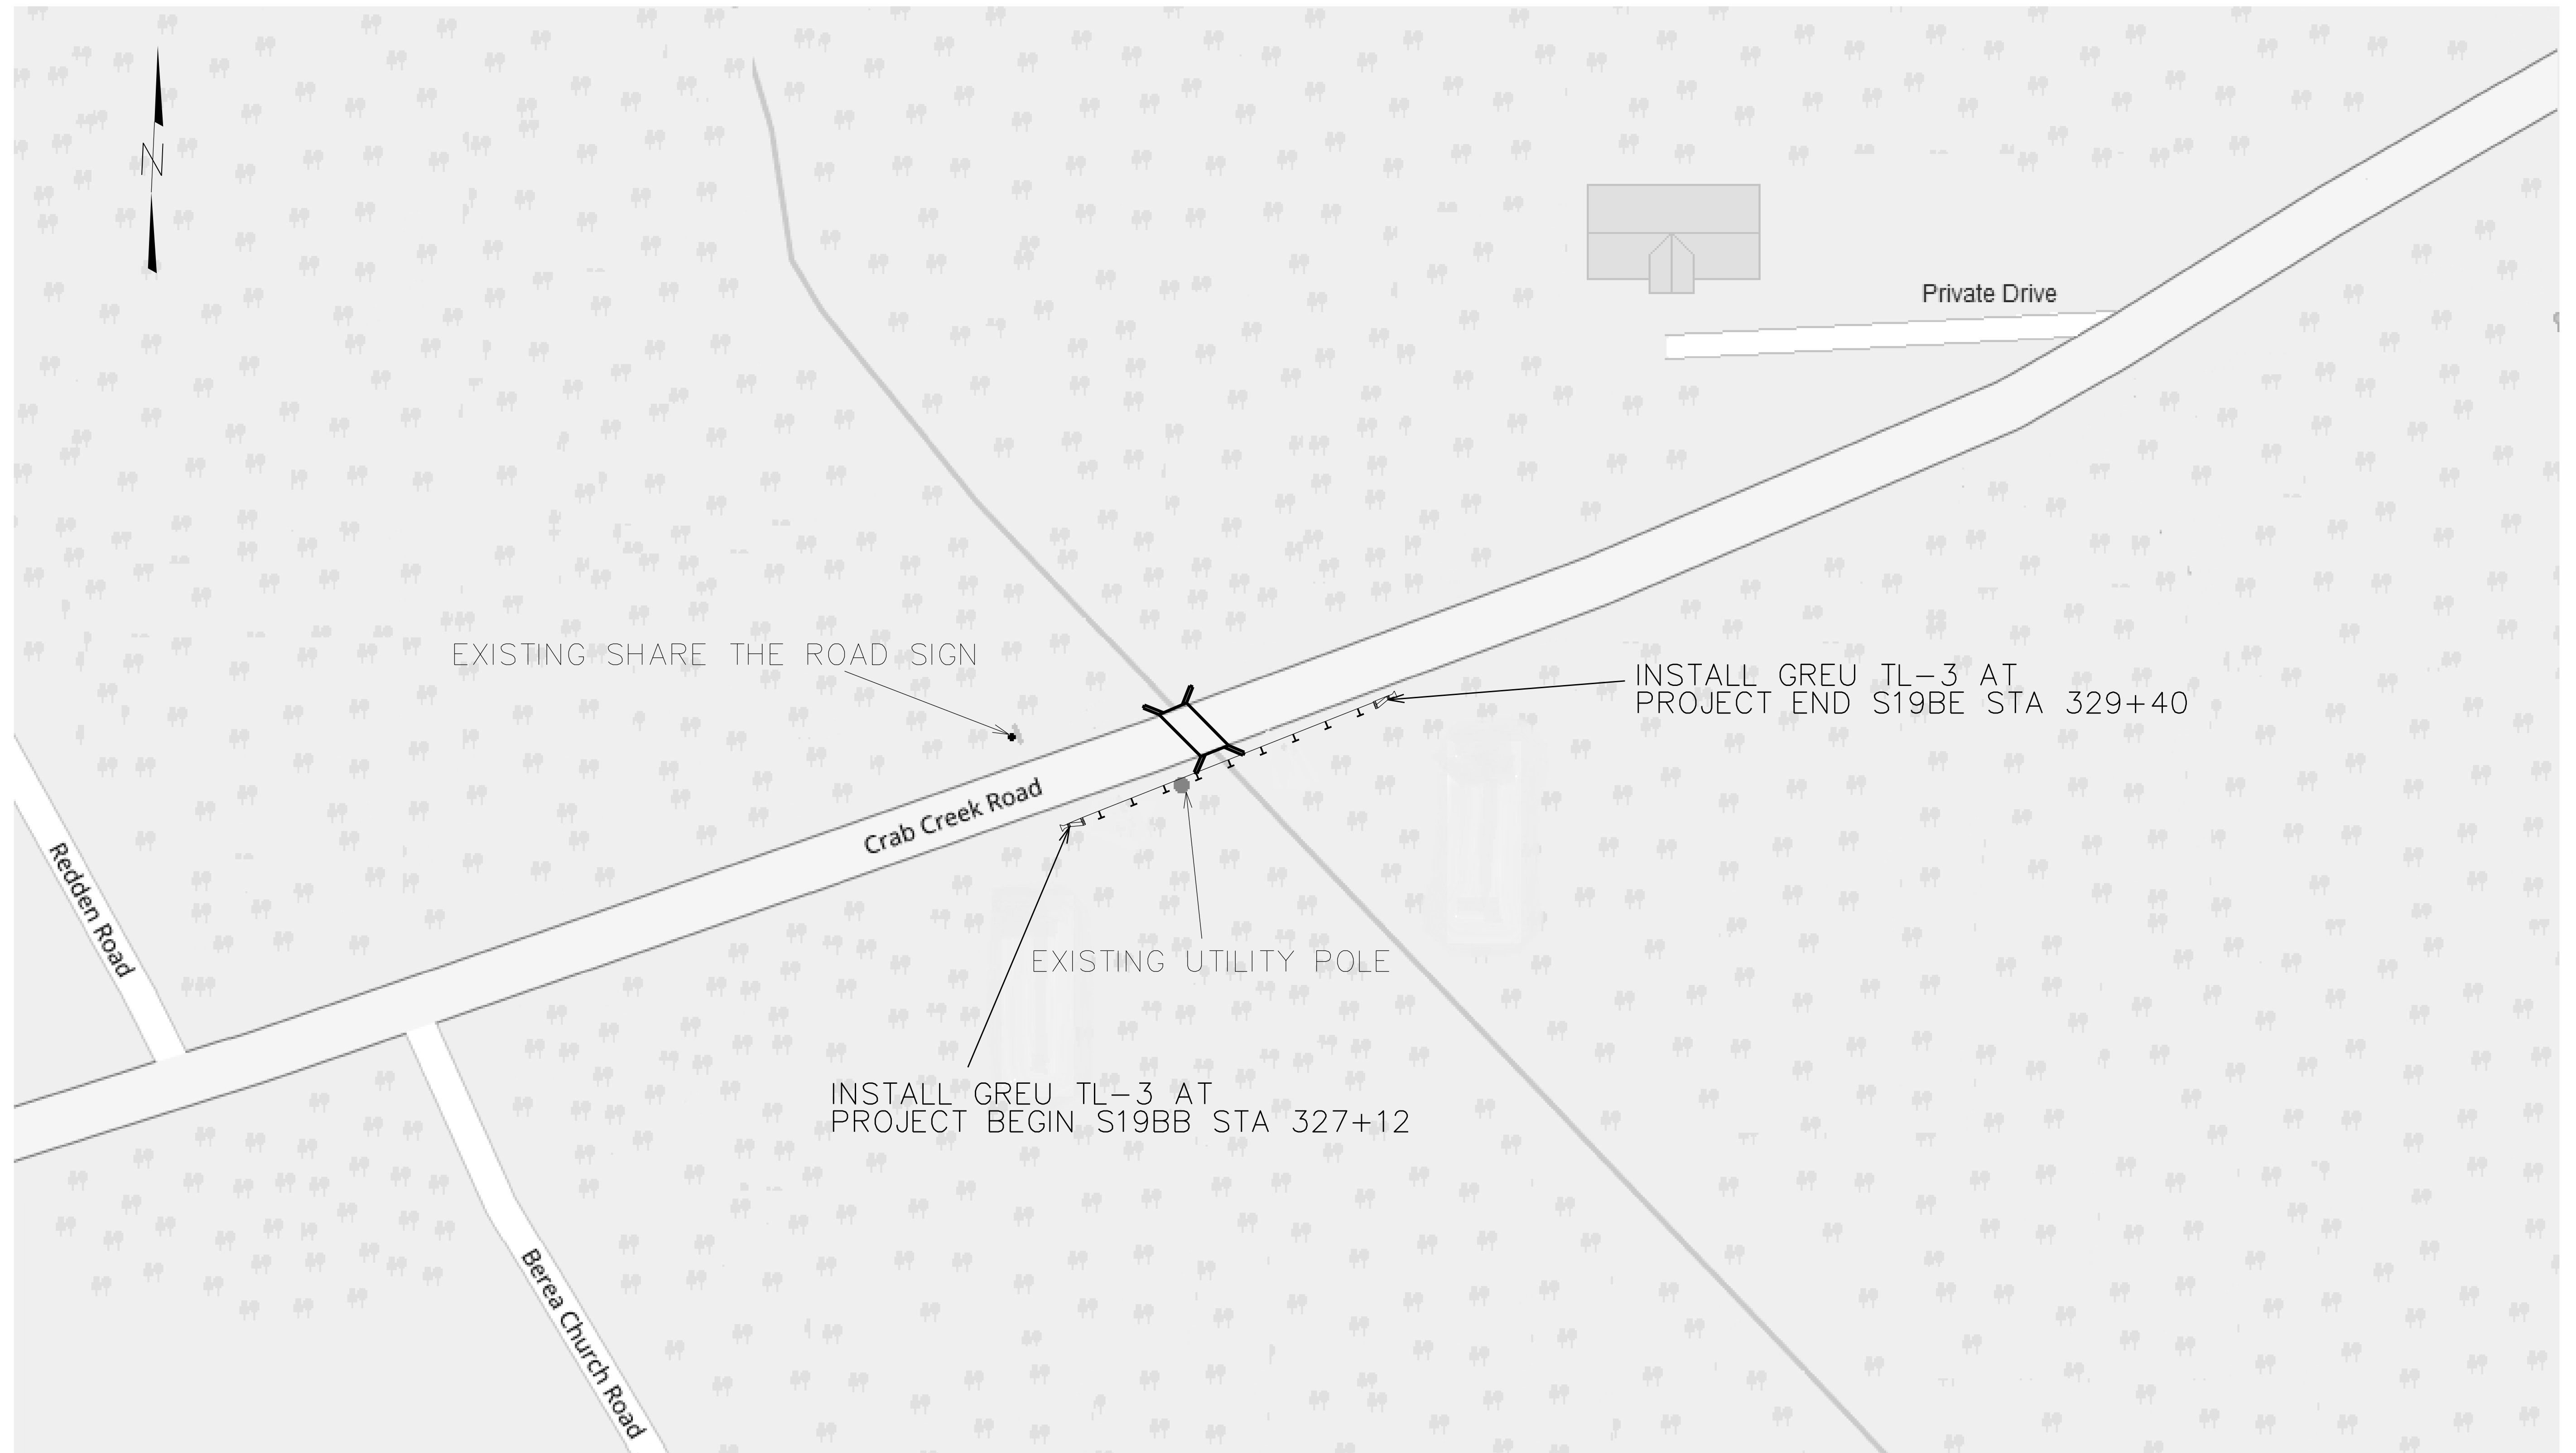 N
Private Drive
EXISTING SHARE THE ROAD SIGN
INSTALL GREU TL-3 AT
PROJECT END S19BE STA 329+40
Crab Creek Road
Redden Road
EXISTING UTILITY POLE
INSTALL GREU TL-3 AT
PROJECT BEGIN S19BB STA 327+12
Berea Church Road